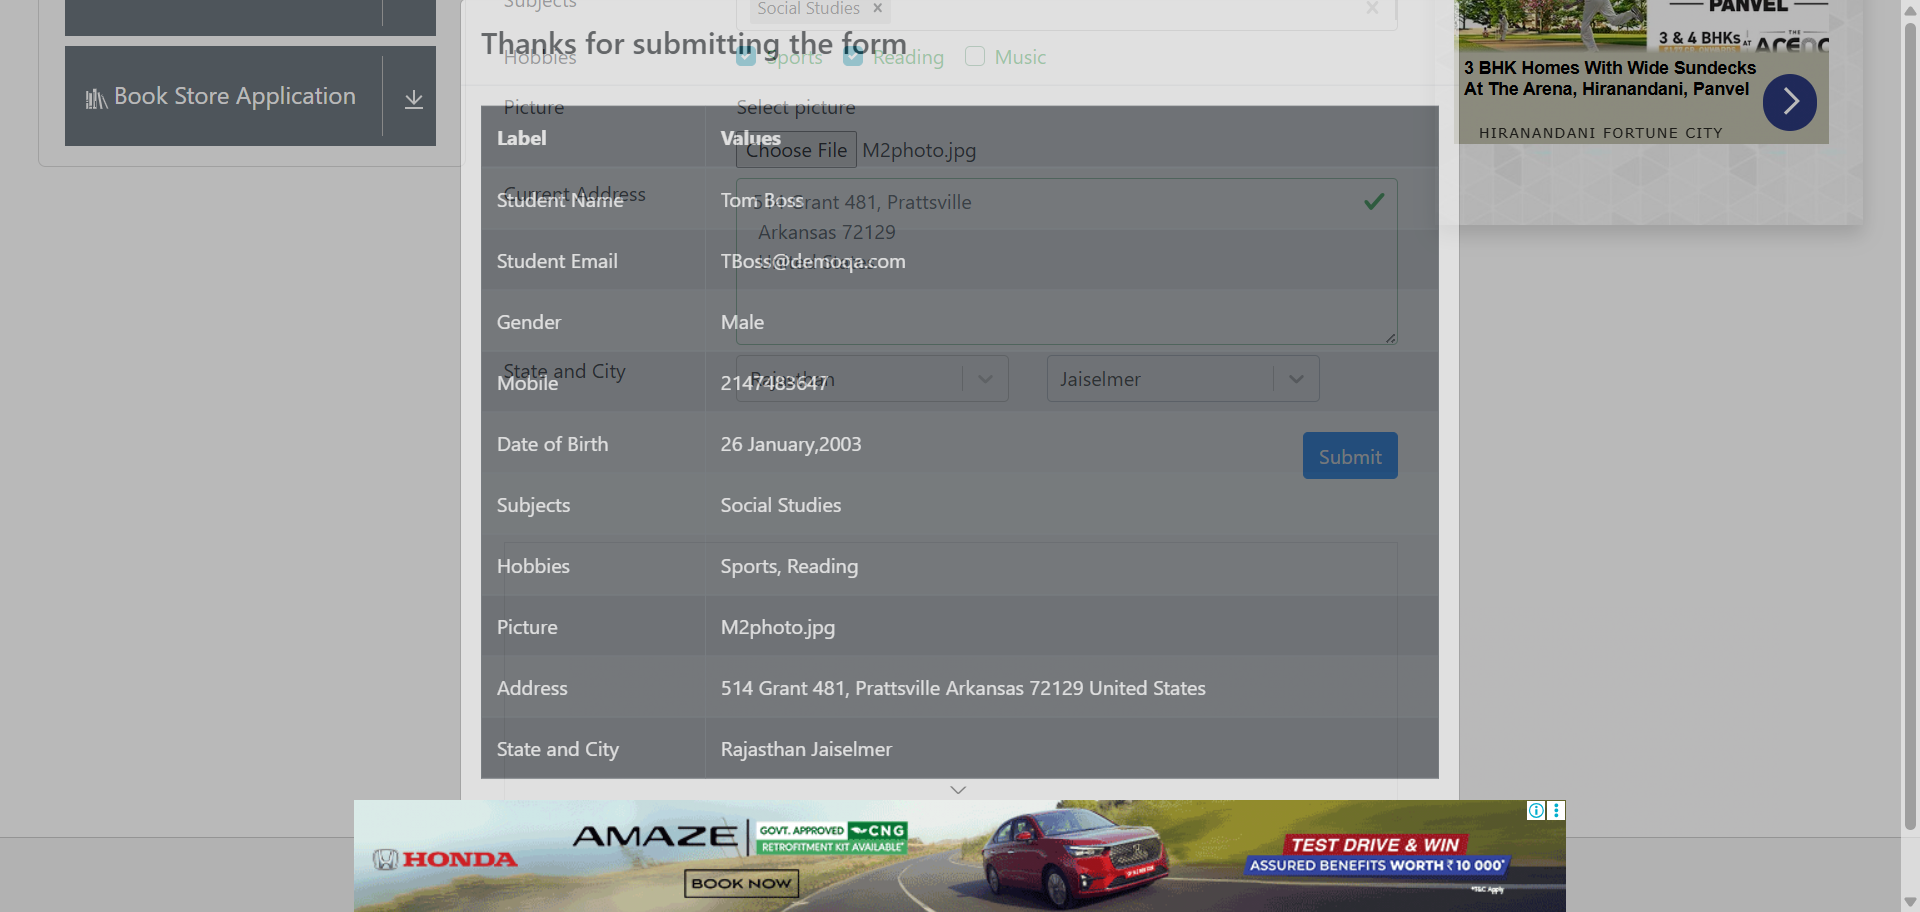 Subjects
Social Studies ×
×
Thanks for submitting the form
Hobbies
Sports
Reading
Music
Book Store Application
Picture
Select picture
Choose File M2photo.jpg
Current Address
514 Grant 481, Prattsville
Arkansas 72129
United States
State and City
Rajasthan
Jaiselmer
Submit
Label Values
Student Name Tom Boss
Student Email TBoss@demoqa.com
Gender Male
Mobile 2147483647
Date of Birth 26 January,2003
Subjects Social Studies
Hobbies Sports, Reading
Picture M2photo.jpg
Address 514 Grant 481, Prattsville Arkansas 72129 United States
State and City Rajasthan Jaiselmer
PANVEL
3 & 4 BHKs AT THE
3 BHK Homes With Wide Sundecks
At The Arena, Hiranandani, Panvel
HIRANANDANI FORTUNE CITY
HONDA
AMAZE
GOVT. APPROVED CNG
RETROFITMENT KIT AVAILABLE*
BOOK NOW
TEST DRIVE & WIN
ASSURED BENEFITS WORTH ₹ 10 000*
*T&C Apply